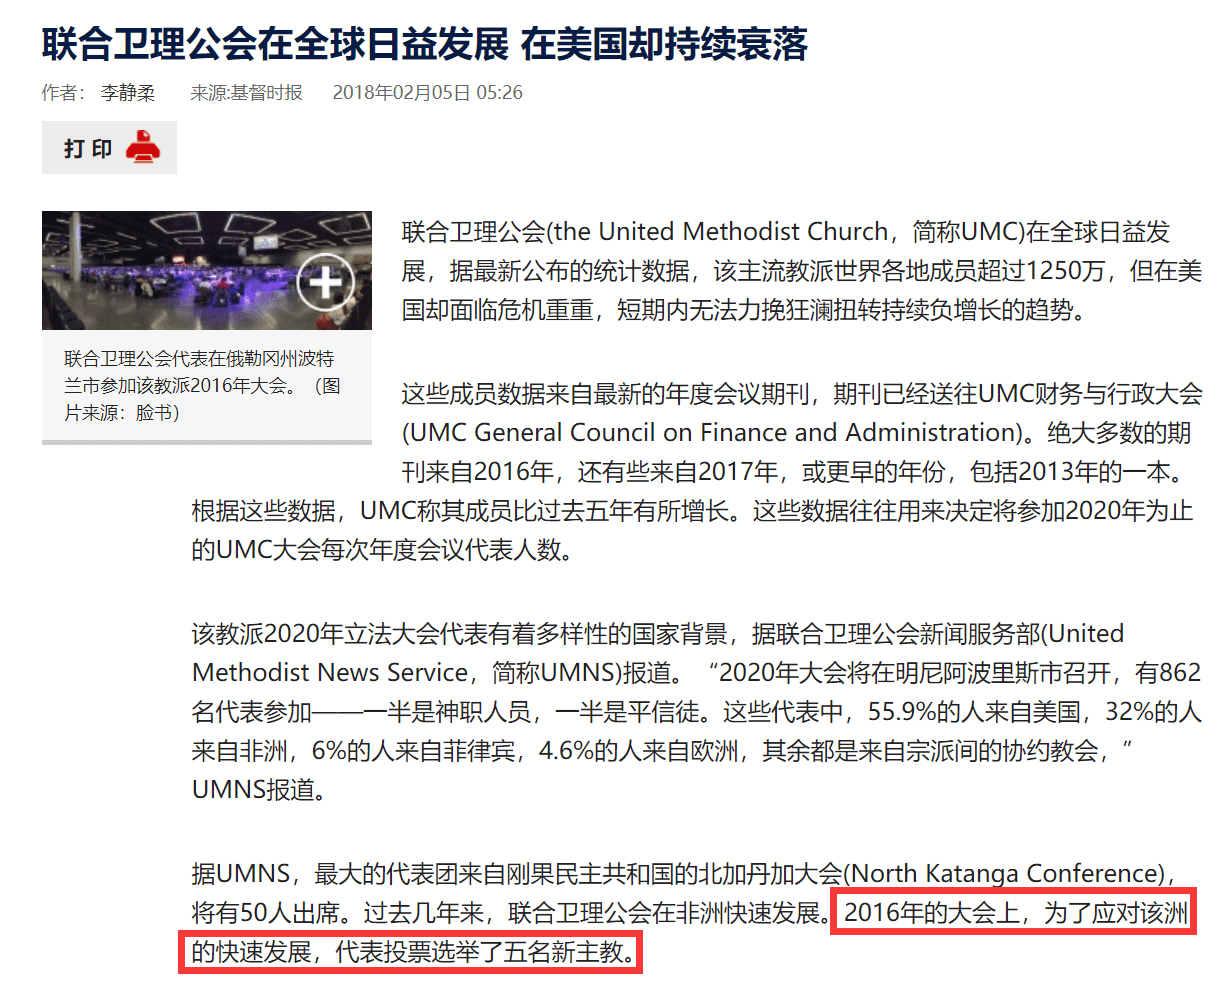 联合卫理公会在全球日益发展 在美国却持续衰落
作者： 李静柔 来源:基督时报 2018年02月05日 05:26
打 印
联合卫理公会代表在俄勒冈州波特
兰市参加该教派2016年大会。（图
片来源：脸书）
联合卫理公会(the United Methodist Church，简称UMC)在全球日益发
展，据最新公布的统计数据，该主流教派世界各地成员超过1250万，但在美
国却面临危机重重，短期内无法力挽狂澜扭转持续负增长的趋势。
这些成员数据来自最新的年度会议期刊，期刊已经送往UMC财务与行政大会
(UMC General Council on Finance and Administration)。绝大多数的期
刊来自2016年，还有些来自2017年，或更早的年份，包括2013年的一本。
根据这些数据，UMC称其成员比过去五年有所增长。这些数据往往用来决定将参加2020年为止
的UMC大会每次年度会议代表人数。
该教派2020年立法大会代表有着多样性的国家背景，据联合卫理公会新闻服务部(United
Methodist News Service，简称UMNS)报道。“2020年大会将在明尼阿波里斯市召开，有862
名代表参加——一半是神职人员，一半是平信徒。这些代表中，55.9%的人来自美国，32%的人
来自非洲，6%的人来自菲律宾，4.6%的人来自欧洲，其余都是来自宗派间的协约教会，”
UMNS报道。
据UMNS，最大的代表团来自刚果民主共和国的北加丹加大会(North Katanga Conference)，
将有50人出席。过去几年来，联合卫理公会在非洲快速发展。2016年的大会上，为了应对该洲
的快速发展，代表投票选举了五名新主教。